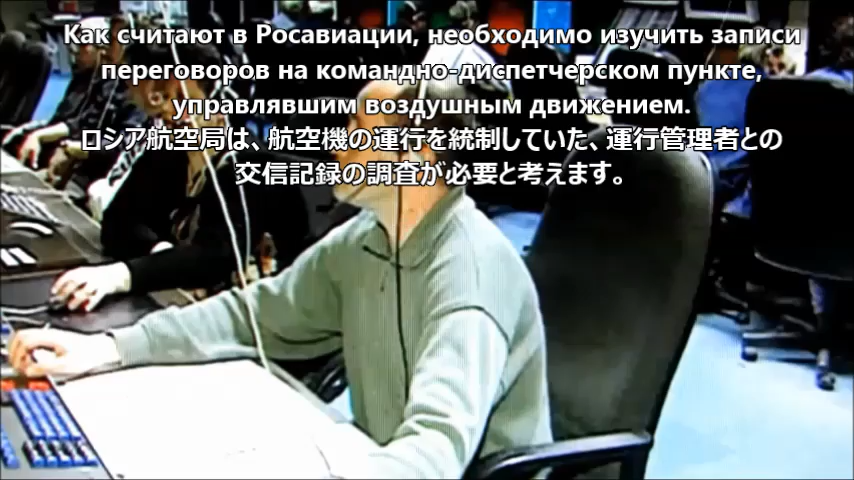 Как считают в Росавиации, необходимо изучить записи
переговоров на командно-диспетчерском пункте,
управлявшим воздушным движением.
ロシア航空局は、航空機の運行を統制していた、運行管理者との
交信記録の調査が必要と考えます。